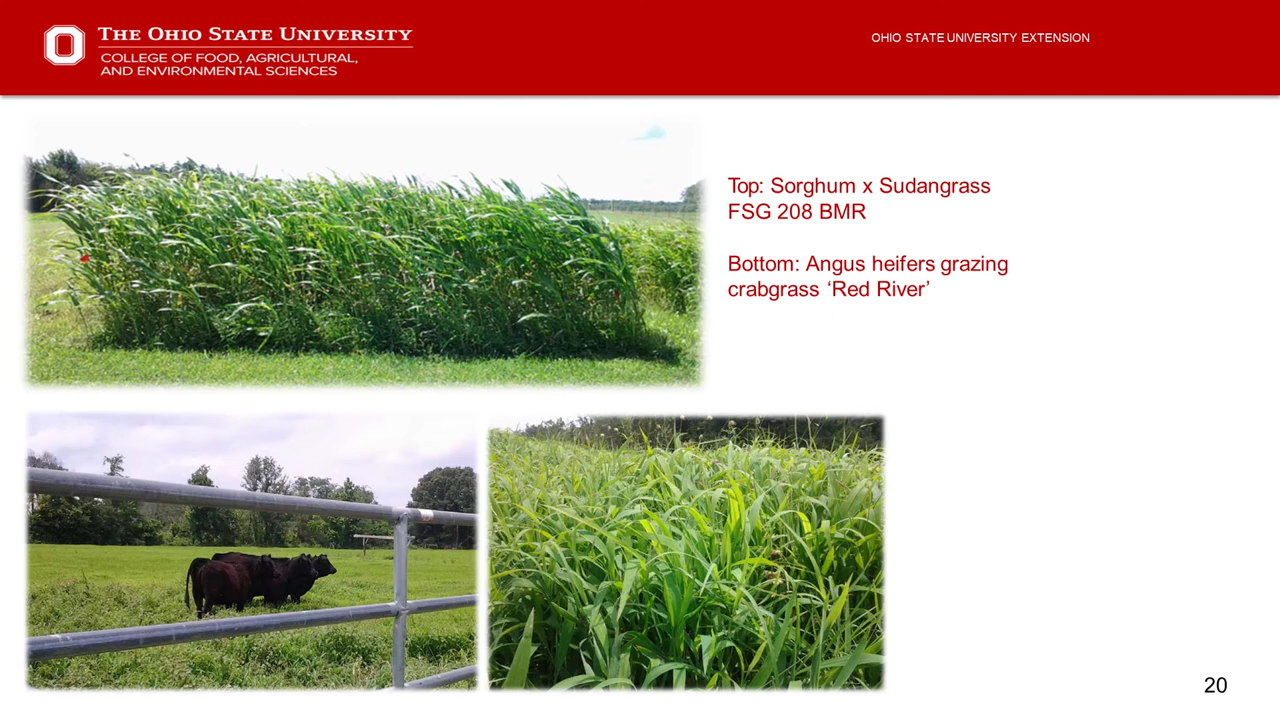 THE OHIO STATE UNIVERSITY
COLLEGE OF FOOD, AGRICULTURAL,
AND ENVIRONMENTAL SCIENCES
OHIO STATE UNIVERSITY EXTENSION
Top: Sorghum x Sudangrass
FSG 208 BMR
Bottom: Angus heifers grazing
crabgrass ‘Red River’
20